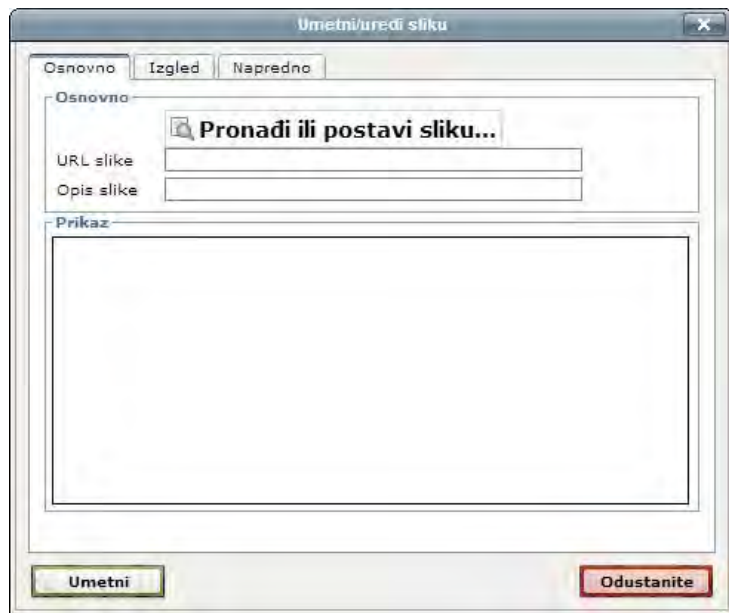 Umetni/uredi sliku
Osnovno Izgled Napredno
Osnovno
Pronađi ili postavi sliku...
URL slike
Opis slike
Prikaz
Umetni Odustanite